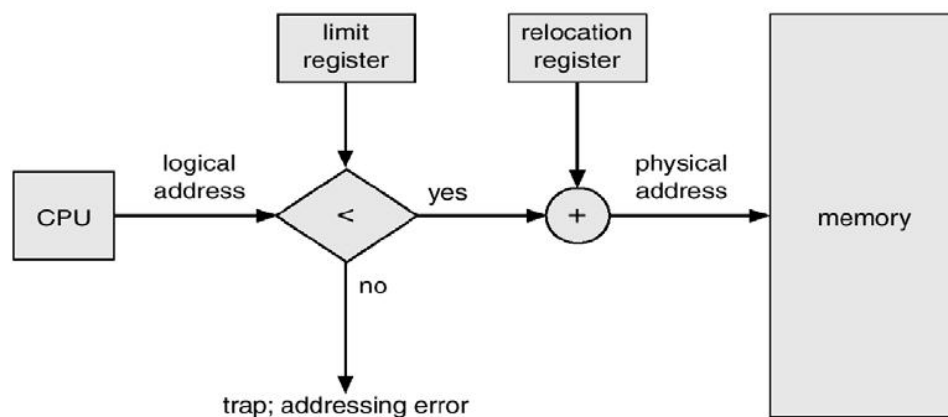 limit
register
relocation
register
logical
address
physical
address
CPU
<
yes
+
memory
no
trap; addressing error